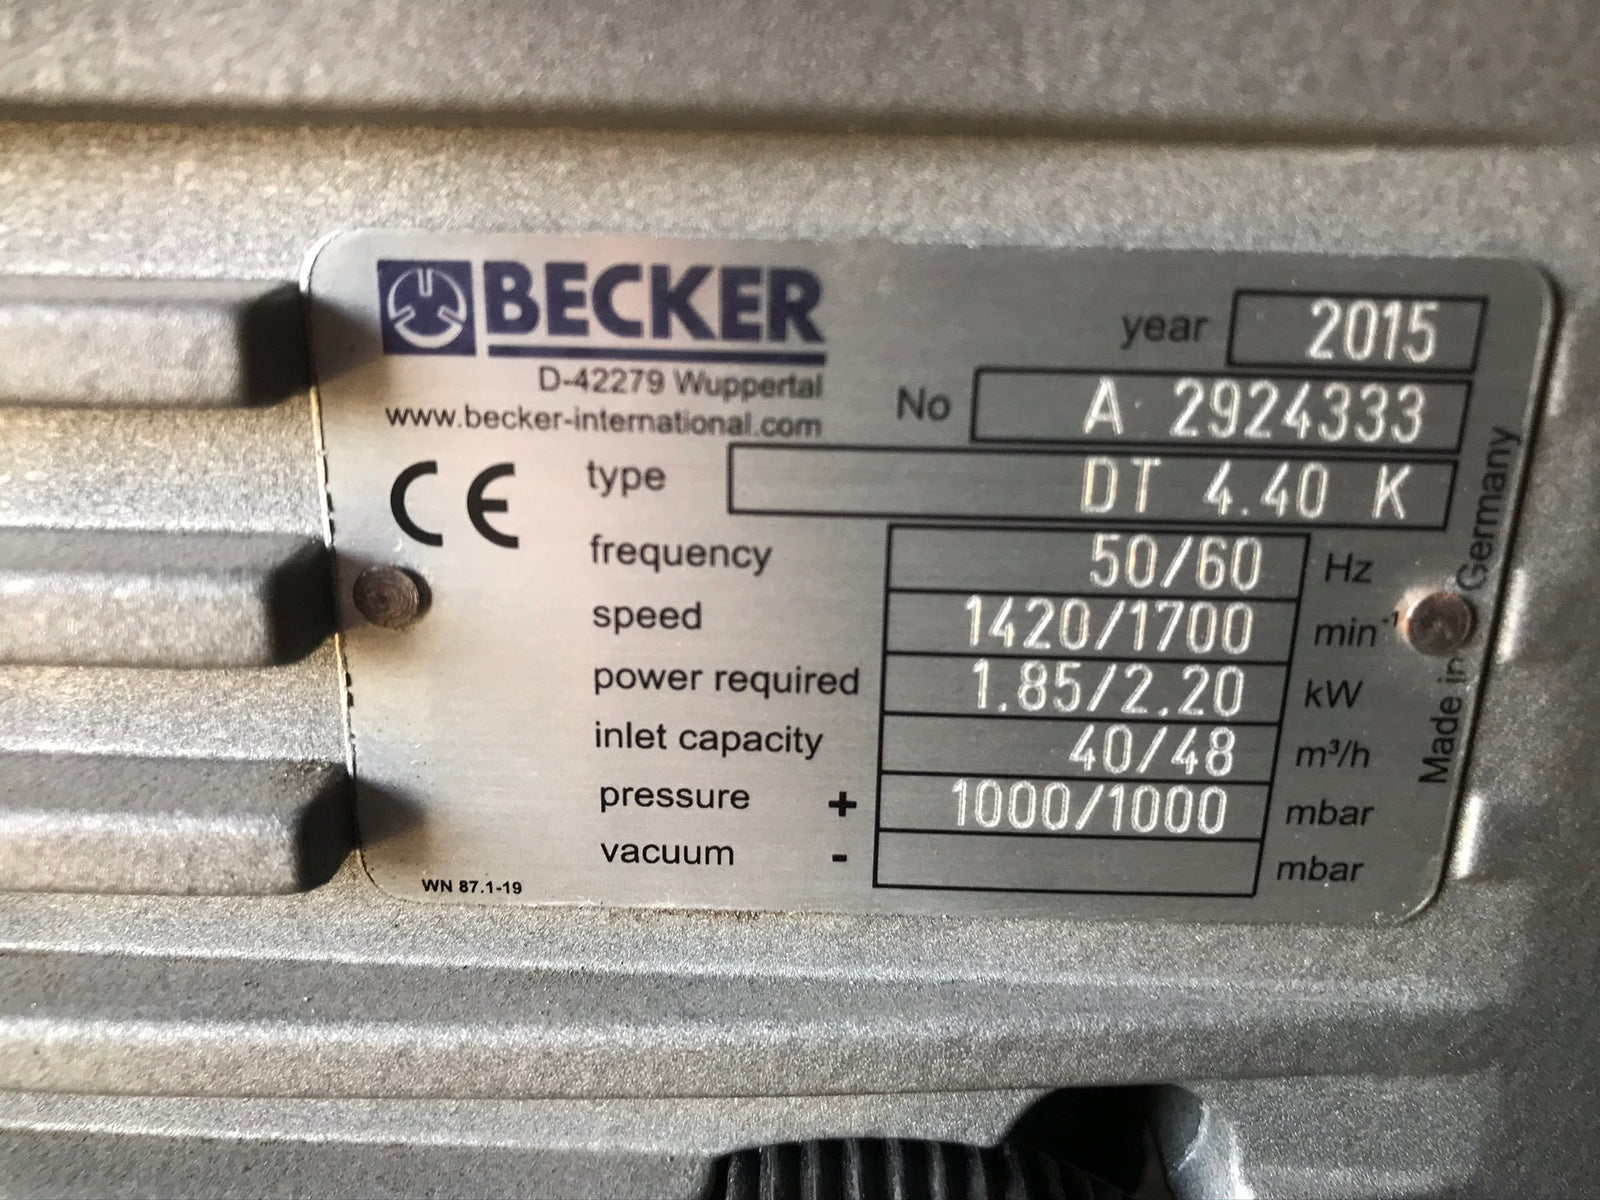 BECKER
D-42279 Wuppertal
www.becker-international.com
year 2015
No A 2924333
type DT 4.40 K
frequency 50/60 Hz
speed 1420/1700 min⁻¹
power required 1.85/2.20 kW
inlet capacity 40/48 m³/h
pressure + 1000/1000 mbar
vacuum - mbar
CE
WN 87.1-19
Made in Germany